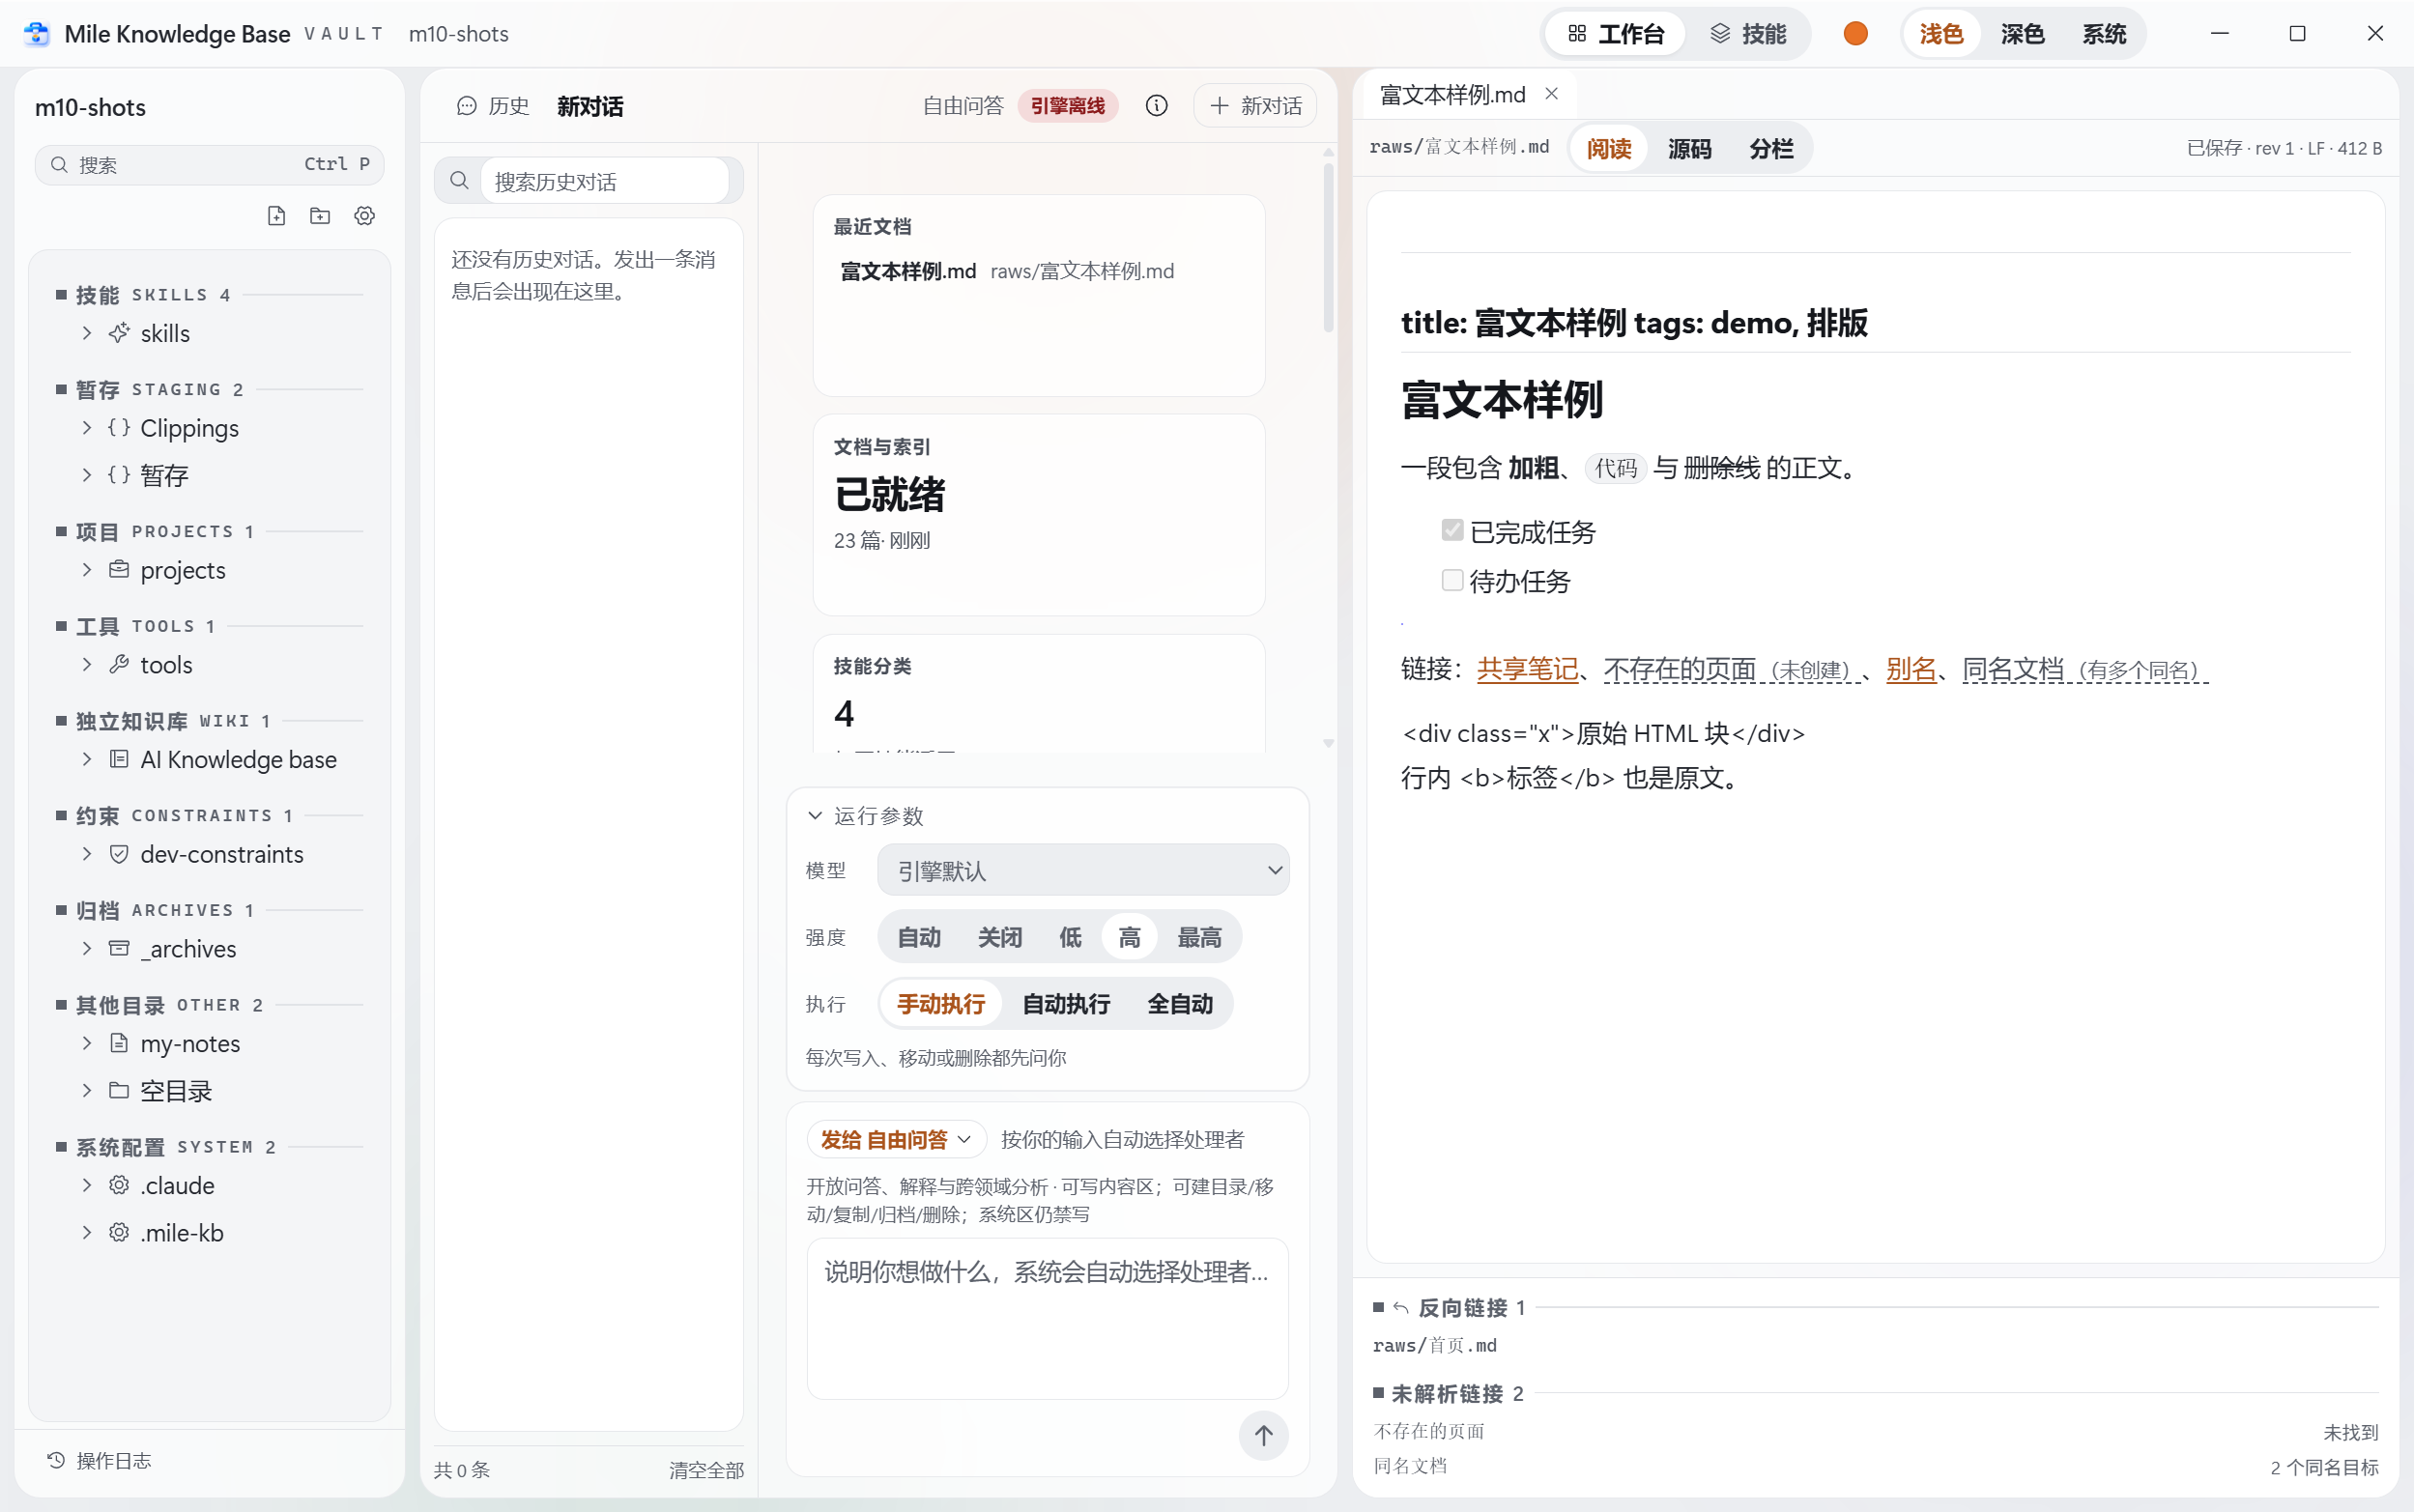 Mile Knowledge Base VAULT m10-shots
工作台 技能 浅色 深色 系统
m10-shots
搜索 Ctrl P
技能 SKILLS 4
skills
暂存 STAGING 2
Clippings
暂存
项目 PROJECTS 1
projects
工具 TOOLS 1
tools
独立知识库 WIKI 1
AI Knowledge base
约束 CONSTRAINTS 1
dev-constraints
归档 ARCHIVES 1
_archives
其他目录 OTHER 2
my-notes
空目录
系统配置 SYSTEM 2
.claude
.mile-kb
操作日志
历史 新对话 自由问答 引擎离线 新对话
搜索历史对话
还没有历史对话。发出一条消
息后会出现在这里。
共 0 条 清空全部
最近文档
富文本样例.md raws/富文本样例.md
文档与索引
已就绪
23 篇· 刚刚
技能分类
4
运行参数
模型 引擎默认
强度 自动 关闭 低 高 最高
执行 手动执行 自动执行 全自动
每次写入、移动或删除都先问你
发给 自由问答 按你的输入自动选择处理者
开放问答、解释与跨领域分析 · 可写内容区；可建目录/移
动/复制/归档/删除；系统区仍禁写
说明你想做什么，系统会自动选择处理者...
富文本样例.md
raws/富文本样例.md 阅读 源码 分栏 已保存 · rev 1 · LF · 412 B
title: 富文本样例 tags: demo, 排版
富文本样例
一段包含 加粗、 代码 与 删除线 的正文。
已完成任务
待办任务
链接：共享笔记、不存在的页面（未创建）、别名、同名文档（有多个同名）
<div class="x">原始 HTML 块</div>
行内 <b>标签</b> 也是原文。
反向链接 1
raws/首页.md
未解析链接 2
不存在的页面 未找到
同名文档 2 个同名目标